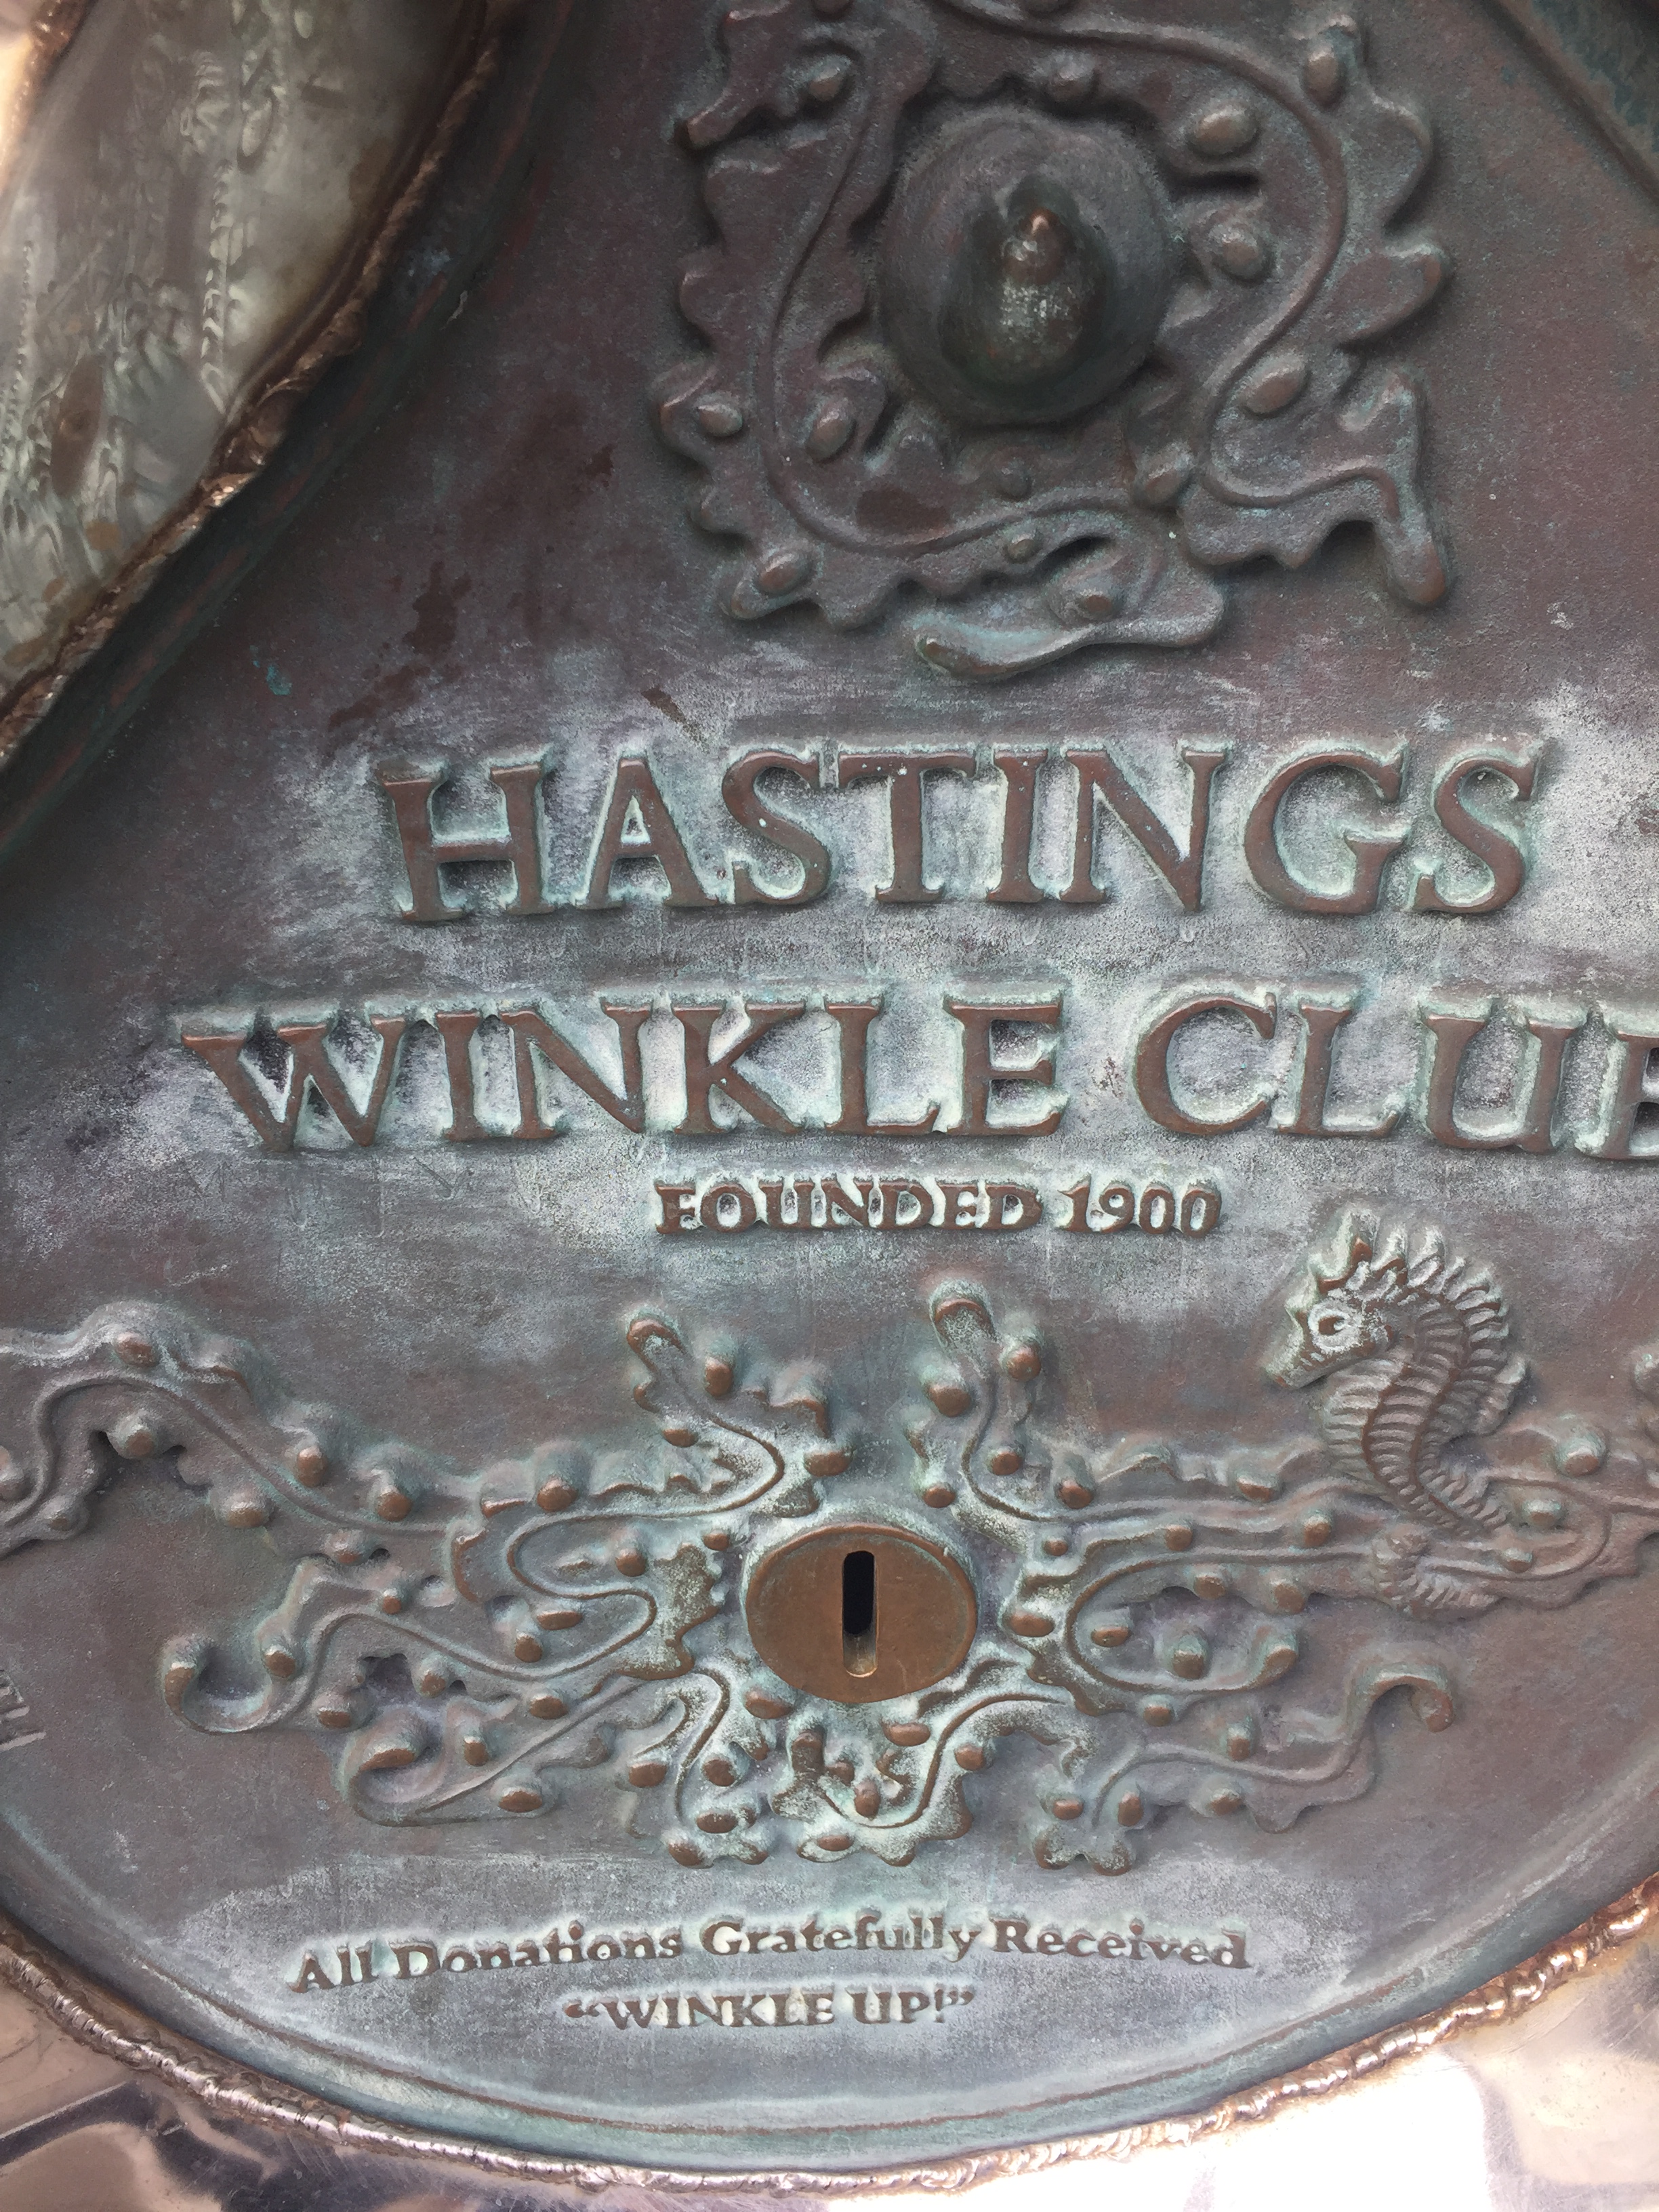 HASTINGS
WINKLE CLUB
FOUNDED 1900
All Donations Gratefully Received
“WINKLE UP!”